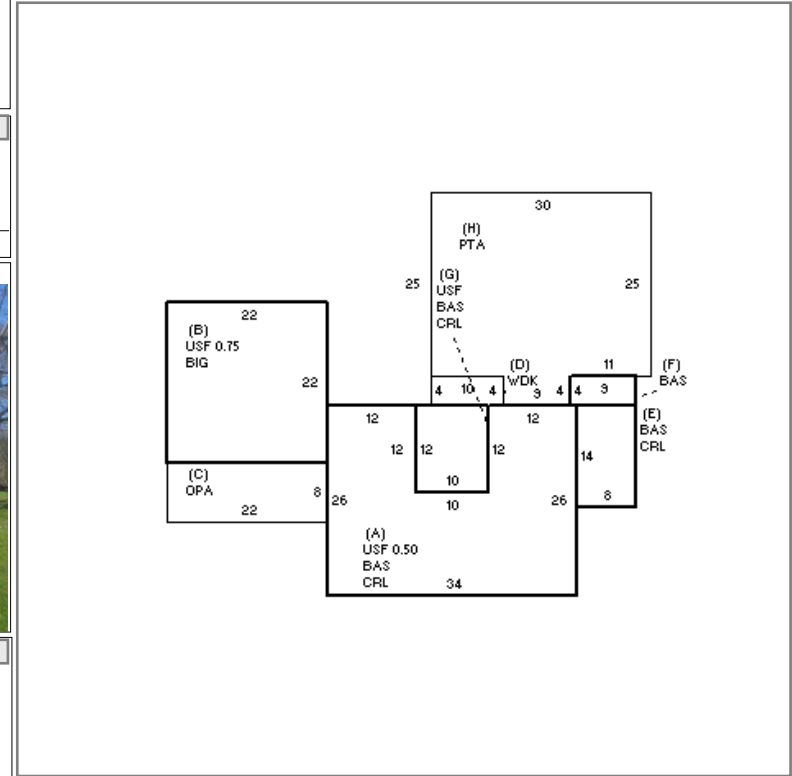 30
(H)
PTA
25
25
(G)
USF
BAS
CRL
22
(B)
USF 0.75
BIG
22
11
(D)
WDK
(F)
BAS
4
10
4
9
4
4
9
(E)
BAS
CRL
12
12
12
12
12
14
10
10
8
(C)
OPA
22
8
26
26
(A)
USF 0.50
BAS
CRL
34